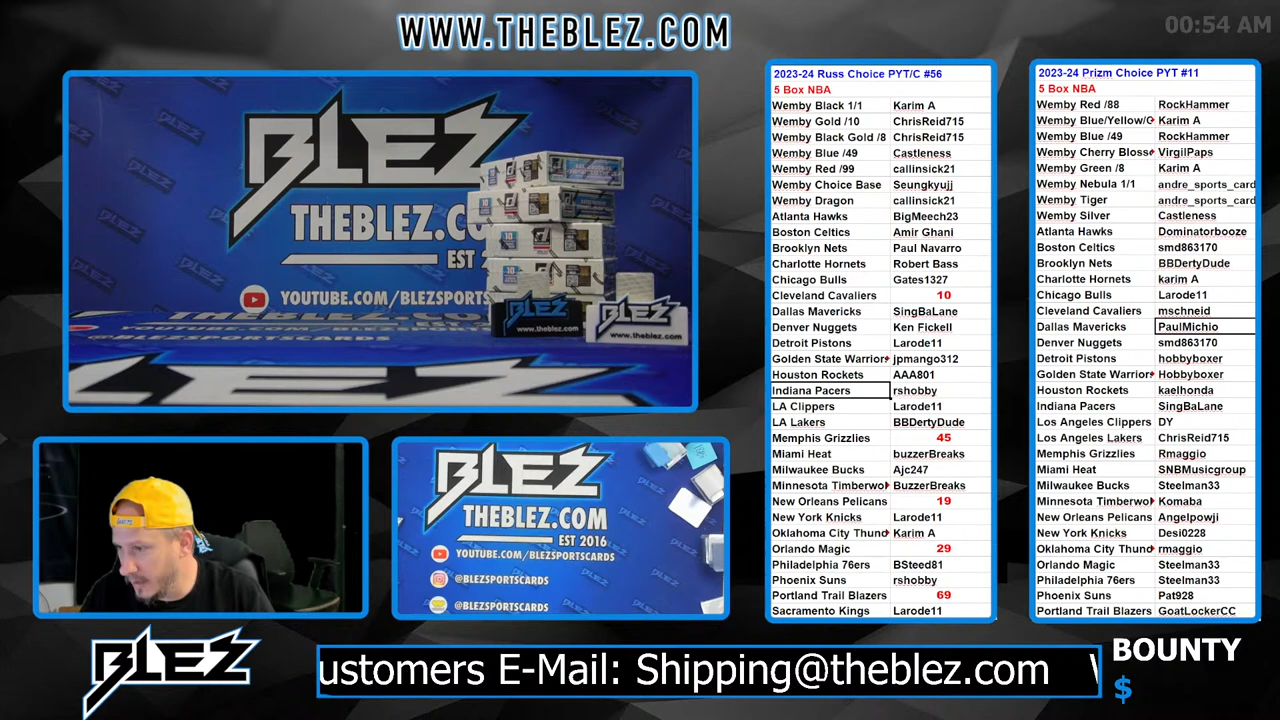 WWW.THEBLEZ.COM
00:54 AM
BLEZ
THEBLEZ.CO
EST 2
YOUTUBE.COM/BLEZSPORTS
BLEZ
www.theblez.com
BLEZ
www.theblez.com
BLEZ
THEBLEZ.COM
EST 2016
YOUTUBE.COM/BLEZSPORTSCARDS
@BLEZSPORTSCARDS
@BLEZSPORTSCARDS
2023-24 Russ Choice PYT/C #56
5 Box NBA
Wemby Black 1/1 Karim A
Wemby Gold /10 ChrisReid715
Wemby Black Gold /8 ChrisReid715
Wemby Blue /49 Castleness
Wemby Red /99 callinsick21
Wemby Choice Base Seungkyujj
Wemby Dragon callinsick21
Atlanta Hawks BigMeech23
Boston Celtics Amir Ghani
Brooklyn Nets Paul Navarro
Charlotte Hornets Robert Bass
Chicago Bulls Gates1327
Cleveland Cavaliers 10
Dallas Mavericks SingBaLane
Denver Nuggets Ken Fickell
Detroit Pistons Larode11
Golden State Warrior jpmango312
Houston Rockets AAA801
Indiana Pacers rshobby
LA Clippers Larode11
LA Lakers BBDertyDude
Memphis Grizzlies 45
Miami Heat buzzerBreaks
Milwaukee Bucks Ajc247
Minnesota Timberwo BuzzerBreaks
New Orleans Pelicans 19
New York Knicks Larode11
Oklahoma City Thund Karim A
Orlando Magic 29
Philadelphia 76ers BSteed81
Phoenix Suns rshobby
Portland Trail Blazers 69
Sacramento Kings Larode11
2023-24 Prizm Choice PYT #11
5 Box NBA
Wemby Red /88 RockHammer
Wemby Blue/Yellow/G Karim A
Wemby Blue /49 RockHammer
Wemby Cherry Blosso VirgilPaps
Wemby Green /8 Karim A
Wemby Nebula 1/1 andre_sports_card
Wemby Tiger andre_sports_card
Wemby Silver Castleness
Atlanta Hawks Dominatorbooze
Boston Celtics smd863170
Brooklyn Nets BBDertyDude
Charlotte Hornets karim A
Chicago Bulls Larode11
Cleveland Cavaliers mschneid
Dallas Mavericks PaulMichio
Denver Nuggets smd863170
Detroit Pistons hobbyboxer
Golden State Warrior Hobbyboxer
Houston Rockets kaelhonda
Indiana Pacers SingBaLane
Los Angeles Clippers DY
Los Angeles Lakers ChrisReid715
Memphis Grizzlies Rmaggio
Miami Heat SNBMusicgroup
Milwaukee Bucks Steelman33
Minnesota Timberwo Komaba
New Orleans Pelicans Angelpowji
New York Knicks Desi0228
Oklahoma City Thund rmaggio
Orlando Magic Steelman33
Philadelphia 76ers Steelman33
Phoenix Suns Pat928
Portland Trail Blazers GoatLockerCC
BLEZ
ustomers E-Mail: Shipping@theblez.com
BOUNTY
$